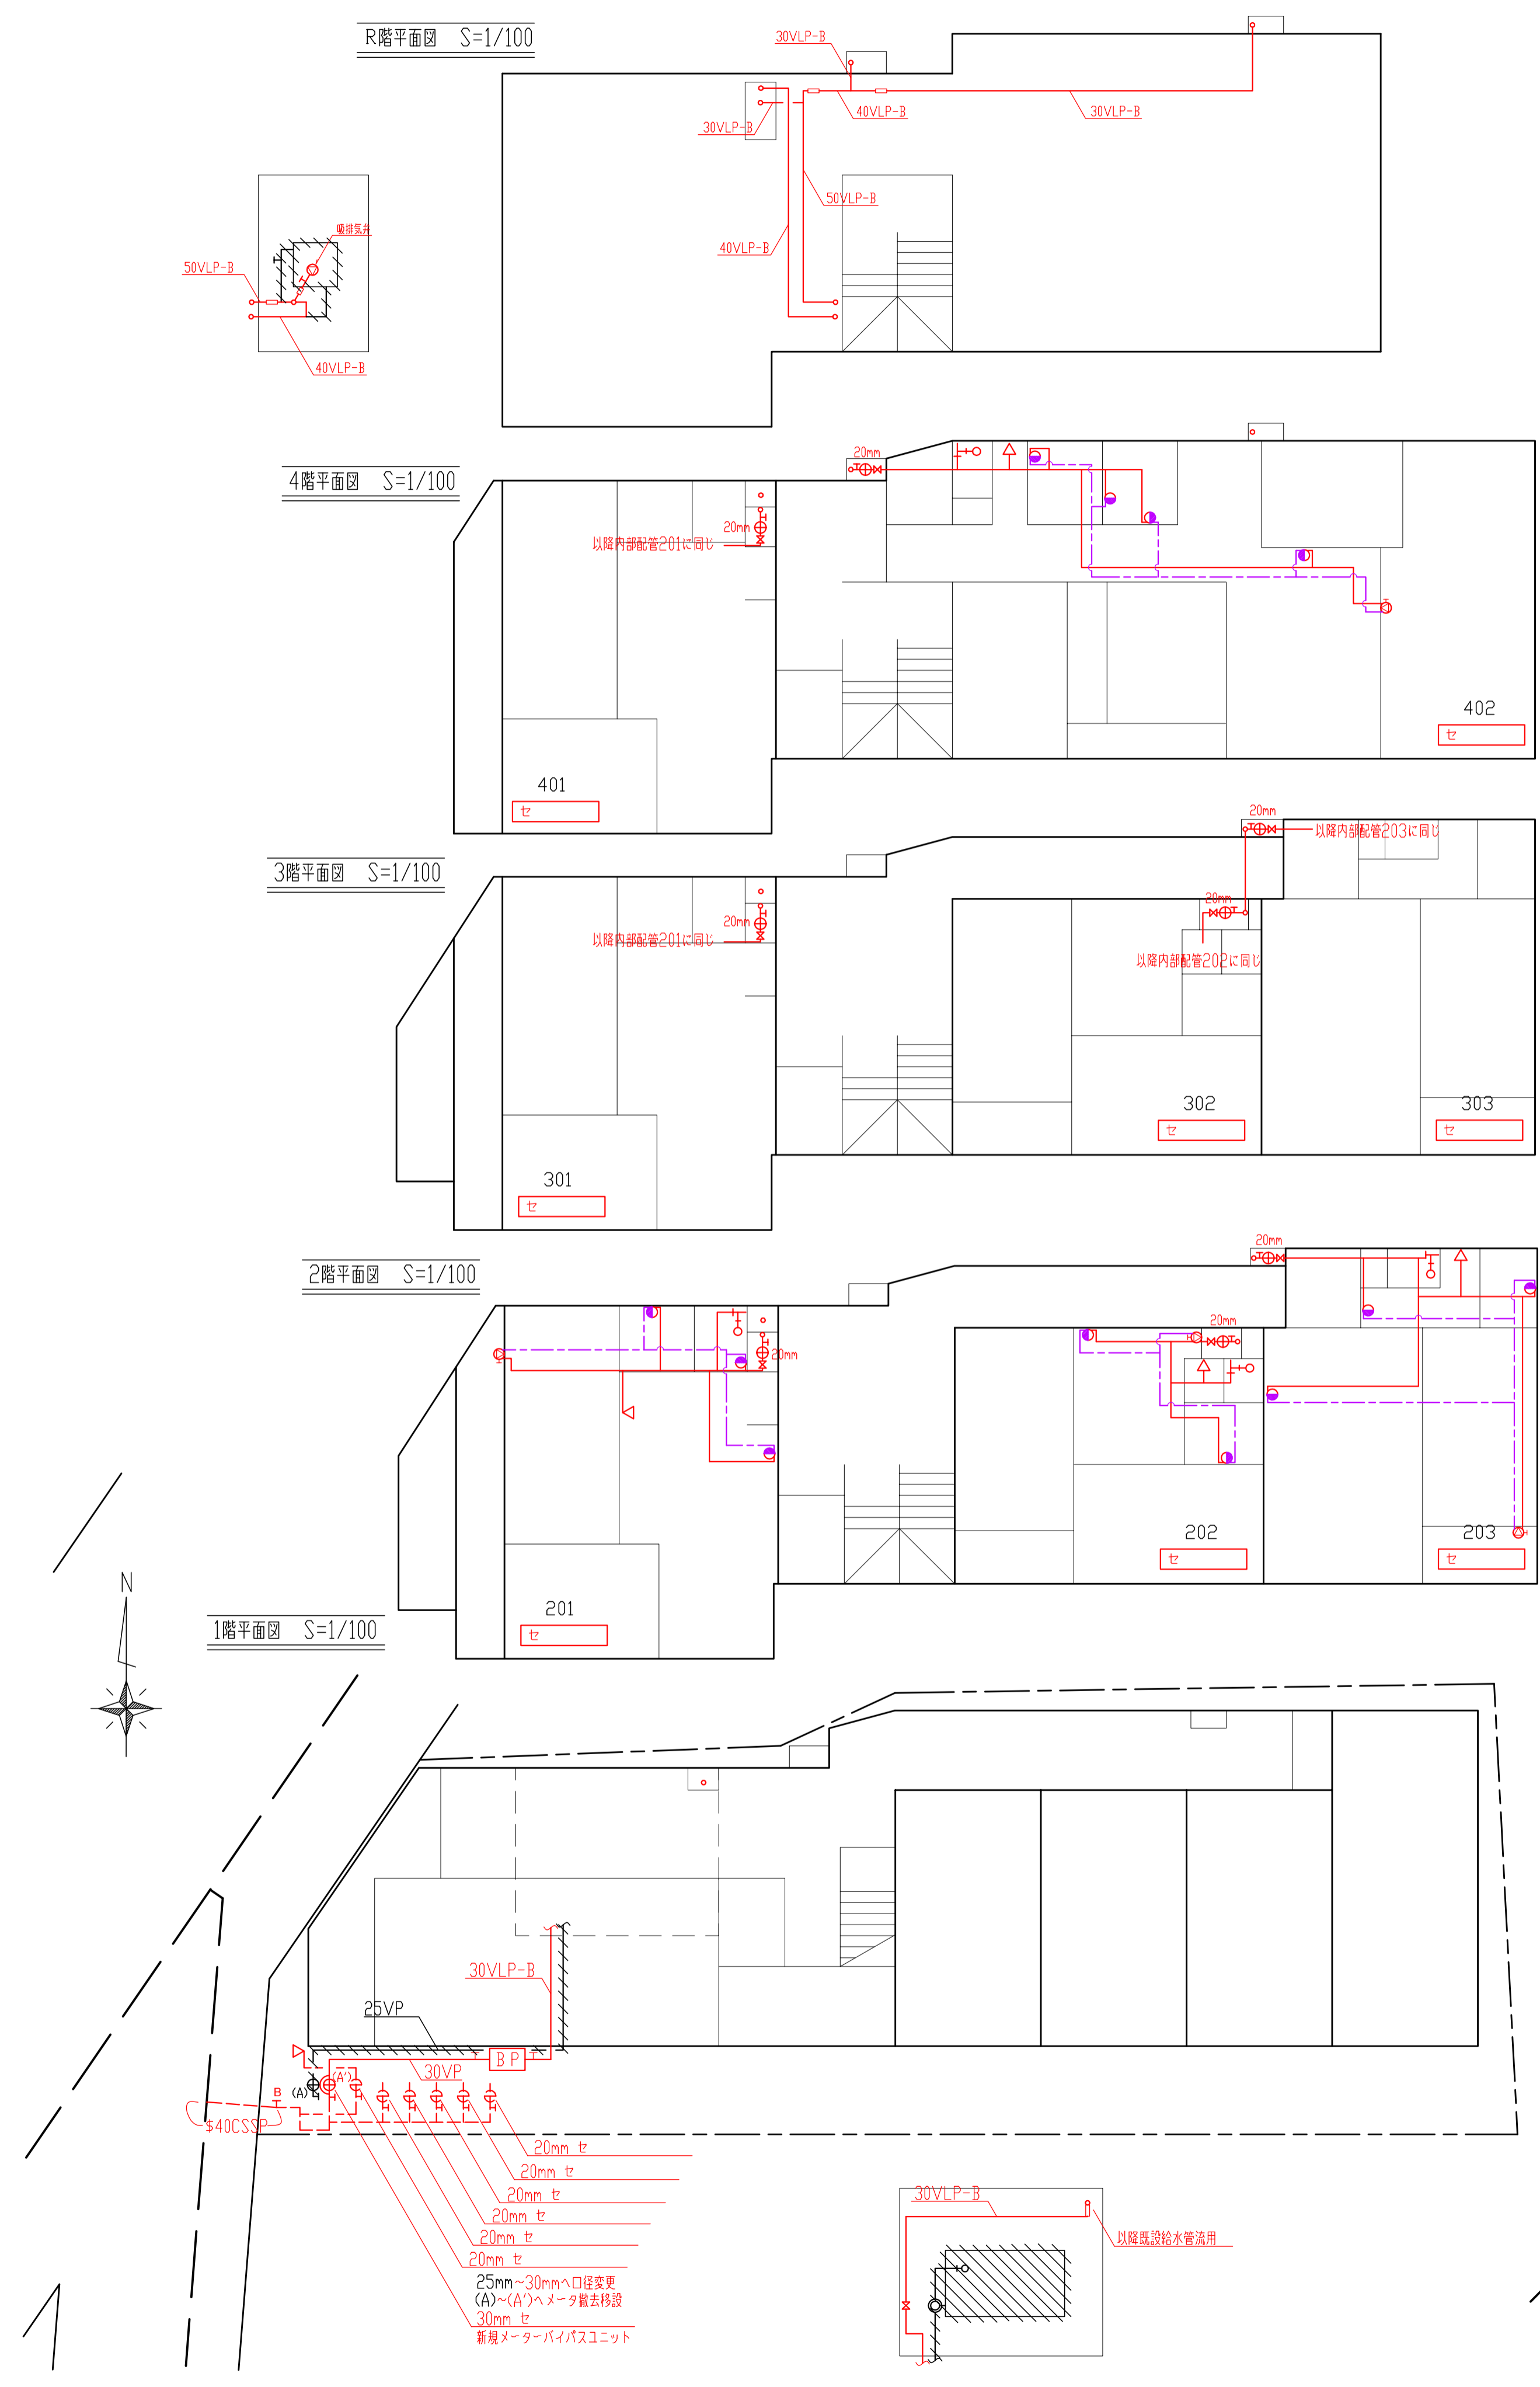 R階平面図 S=1/100
30VLP-B
30VLP-B
40VLP-B
30VLP-B
50VLP-B
40VLP-B
吸排気弁
50VLP-B
40VLP-B
4階平面図 S=1/100
20mm
20mm
以降内部配管201に同じ
402
セ
401
セ
3階平面図 S=1/100
20mm
以降内部配管203に同じ
20mm
20mm
以降内部配管201に同じ
以降内部配管202に同じ
302
セ
303
セ
301
セ
2階平面図 S=1/100
20mm
20mm
20mm
202
セ
203
セ
201
セ
N
1階平面図 S=1/100
30VLP-B
25VP
BP
30VP
(A)
(A')
B
$40CSSP
20mm セ
20mm セ
20mm セ
20mm セ
20mm セ
20mm セ
25mm～30mmへ口径変更
(A)～(A')へメータ撤去移設
30mm セ
新規メーターバイパスユニット
30VLP-B
以降既設給水管流用